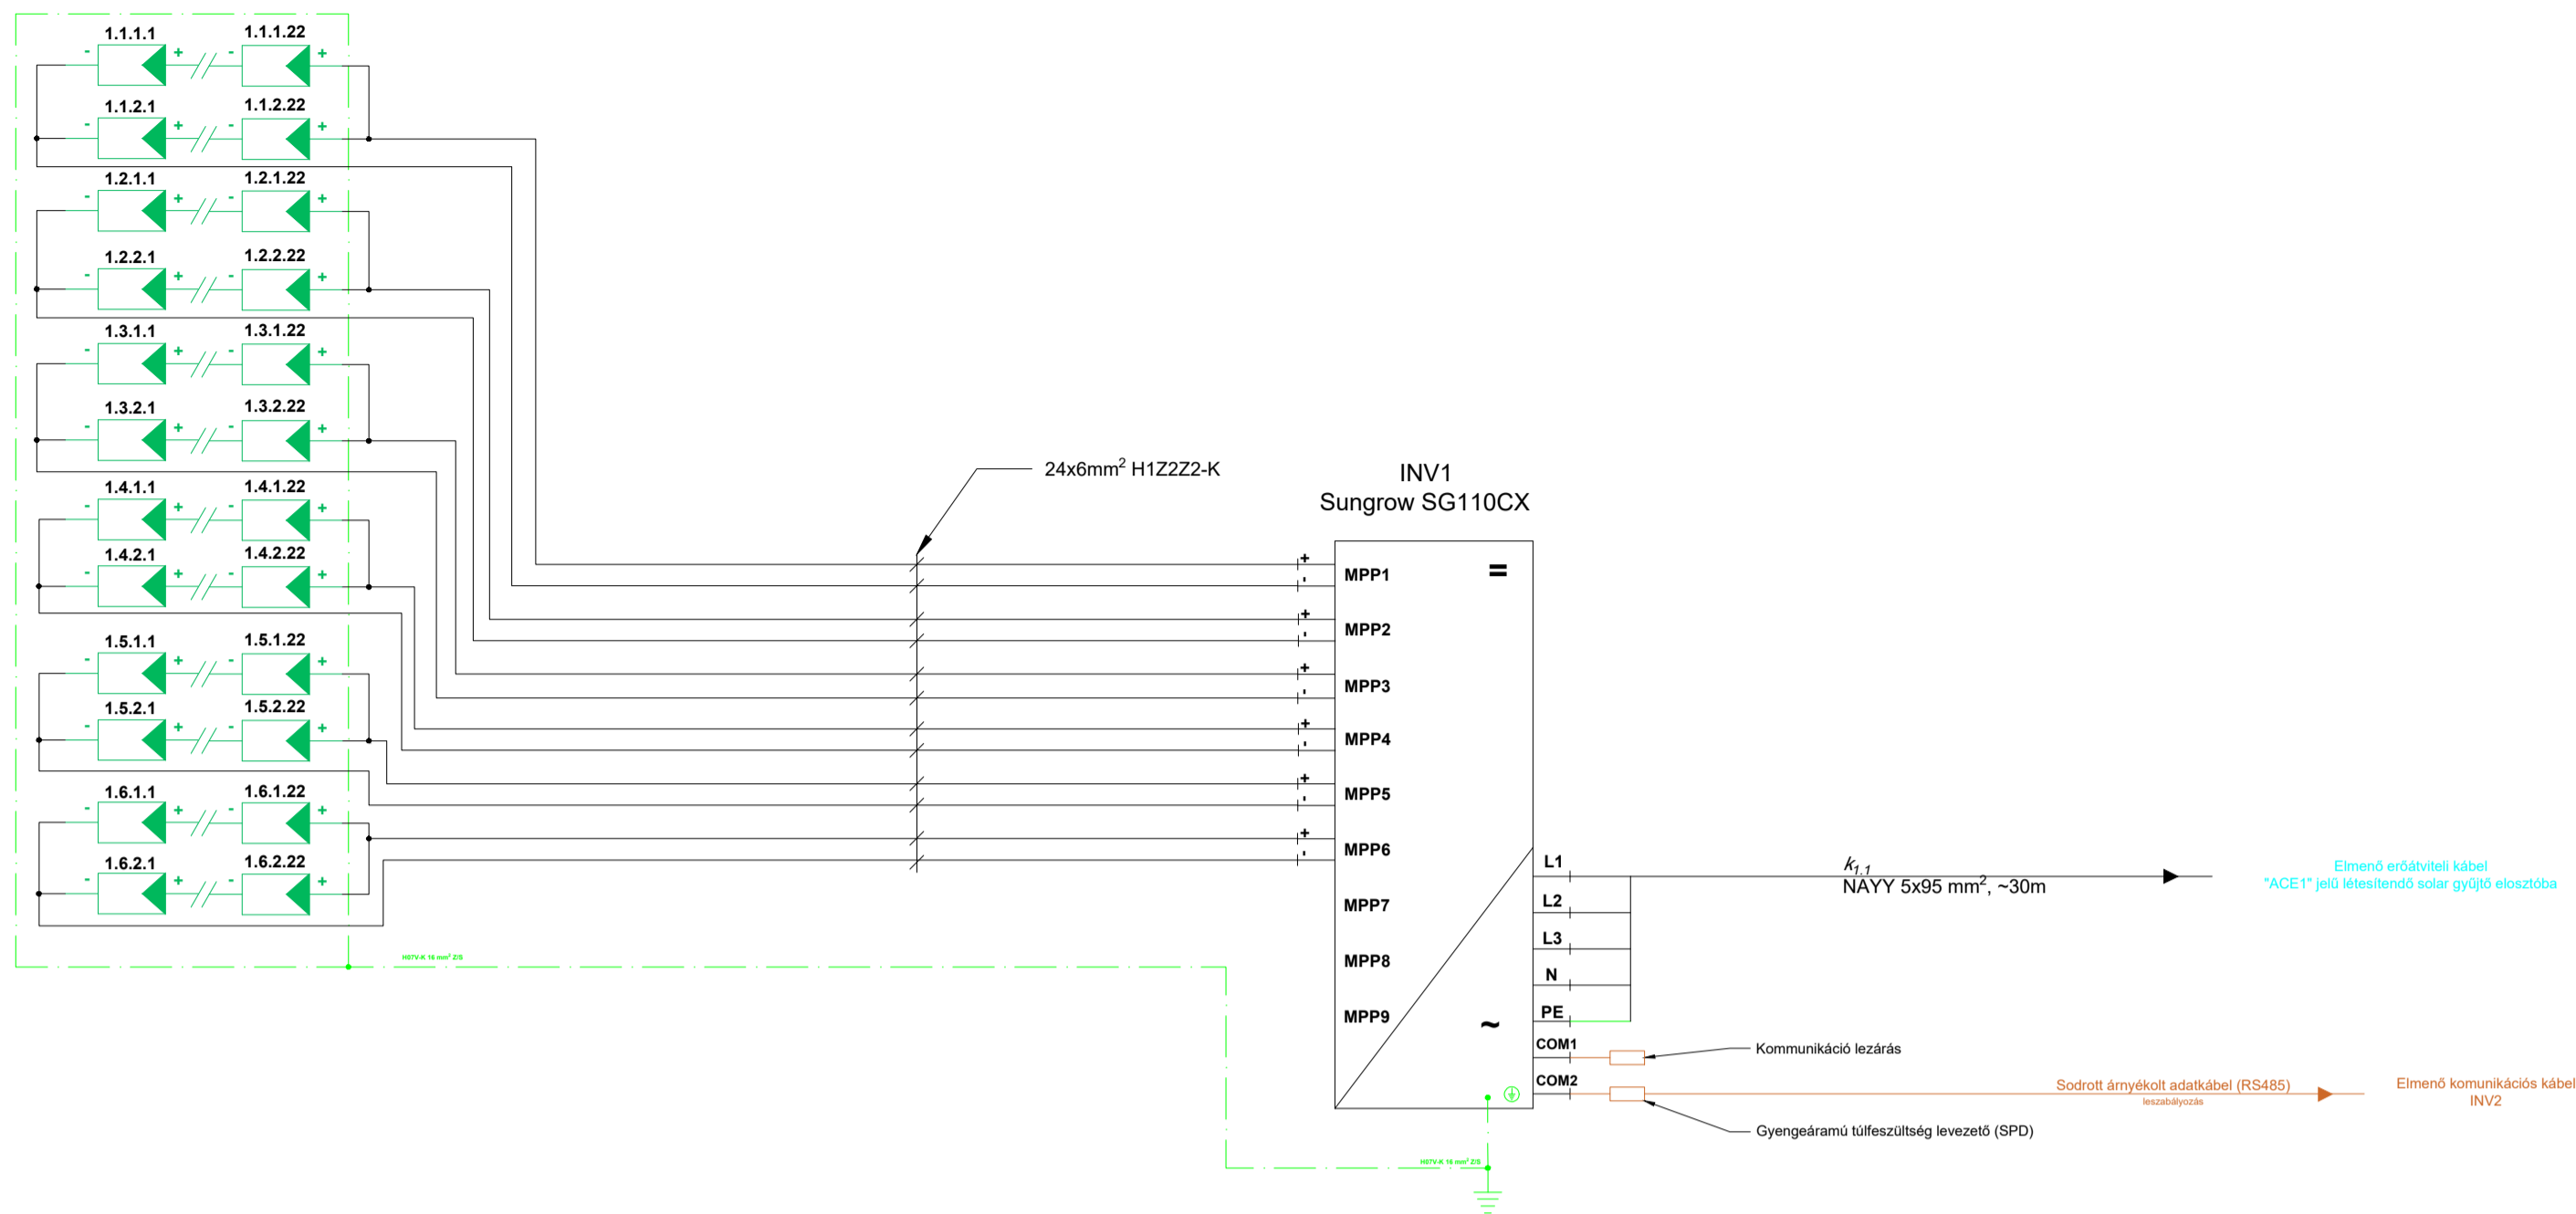 1.1.1.1 1.1.1.22
- + - +
1.1.2.1 1.1.2.22
- + - +
1.2.1.1 1.2.1.22
- + - +
1.2.2.1 1.2.2.22
- + - +
1.3.1.1 1.3.1.22
- + - +
1.3.2.1 1.3.2.22
- + - +
1.4.1.1 1.4.1.22
- + - +
1.4.2.1 1.4.2.22
- + - +
1.5.1.1 1.5.1.22
- + - +
1.5.2.1 1.5.2.22
- + - +
1.6.1.1 1.6.1.22
- + - +
1.6.2.1 1.6.2.22
- + - +
H07V-K 16 mm² Z/S
24x6mm² H1Z2Z2-K
INV1
Sungrow SG110CX
+
MPP1
-
=
+
MPP2
-
+
MPP3
-
+
MPP4
-
+
MPP5
-
+
MPP6
-
MPP7
MPP8
MPP9
~
L1
L2
L3
N
PE
COM1
COM2
k1.1
NAYY 5x95 mm², ~30m
Elmenő erőátviteli kábel
"ACE1" jelű létesítendő solar gyűjtő elosztóba
Kommunikáció lezárás
Sodrott árnyékolt adatkábel (RS485)
leszabályozás
Elmenő komunikációs kábel
INV2
Gyengeáramú túlfeszültség levezető (SPD)
H07V-K 16 mm² Z/S